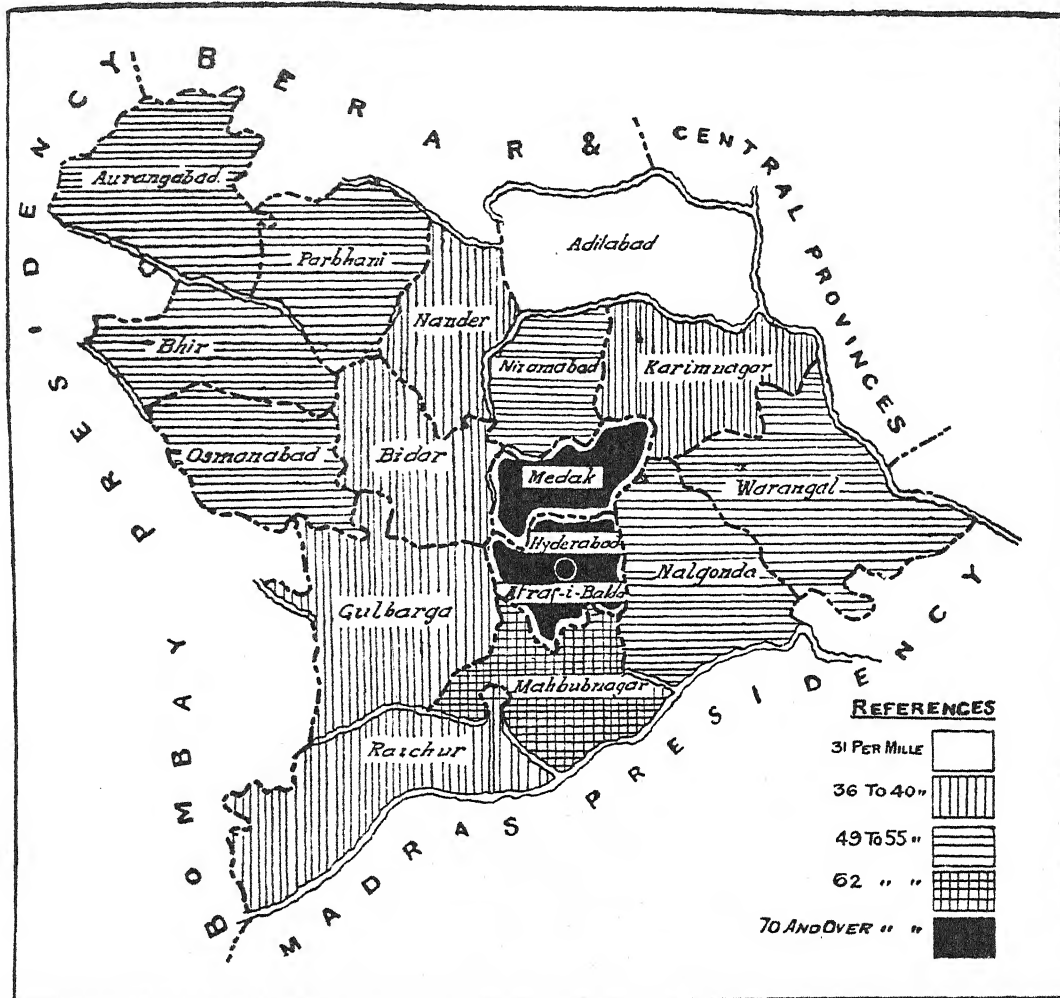 BOMBAY PRESIDENCY
BERAR &
CENTRAL PROVINCES
MADRAS PRESIDENCY
Aurangabad
Parbhani
Adilabad
Nander
Bhir
Nizamabad
Karimnagar
Osmanabad
Bidar
Medak
Warangal
Hyderabad
Nalgonda
Atraf-i-Balda
Gulbarga
Mahbubnagar
Raichur
REFERENCES
31 PER MILLE
36 To 40 "
49 To 55 "
62 " "
70 AND OVER " "